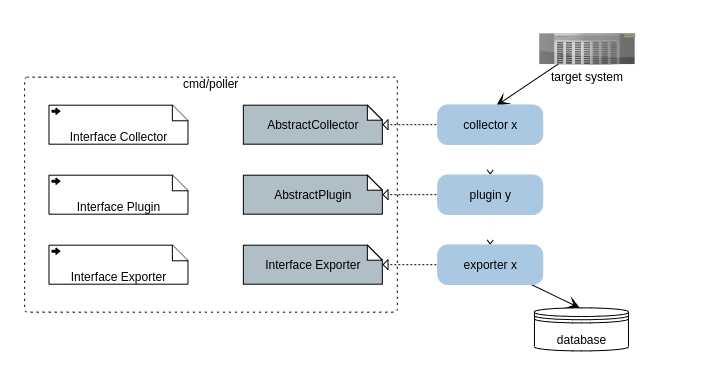 target system
cmd/poller
Interface Collector
AbstractCollector
collector x
Interface Plugin
AbstractPlugin
plugin y
Interface Exporter
Interface Exporter
exporter x
database